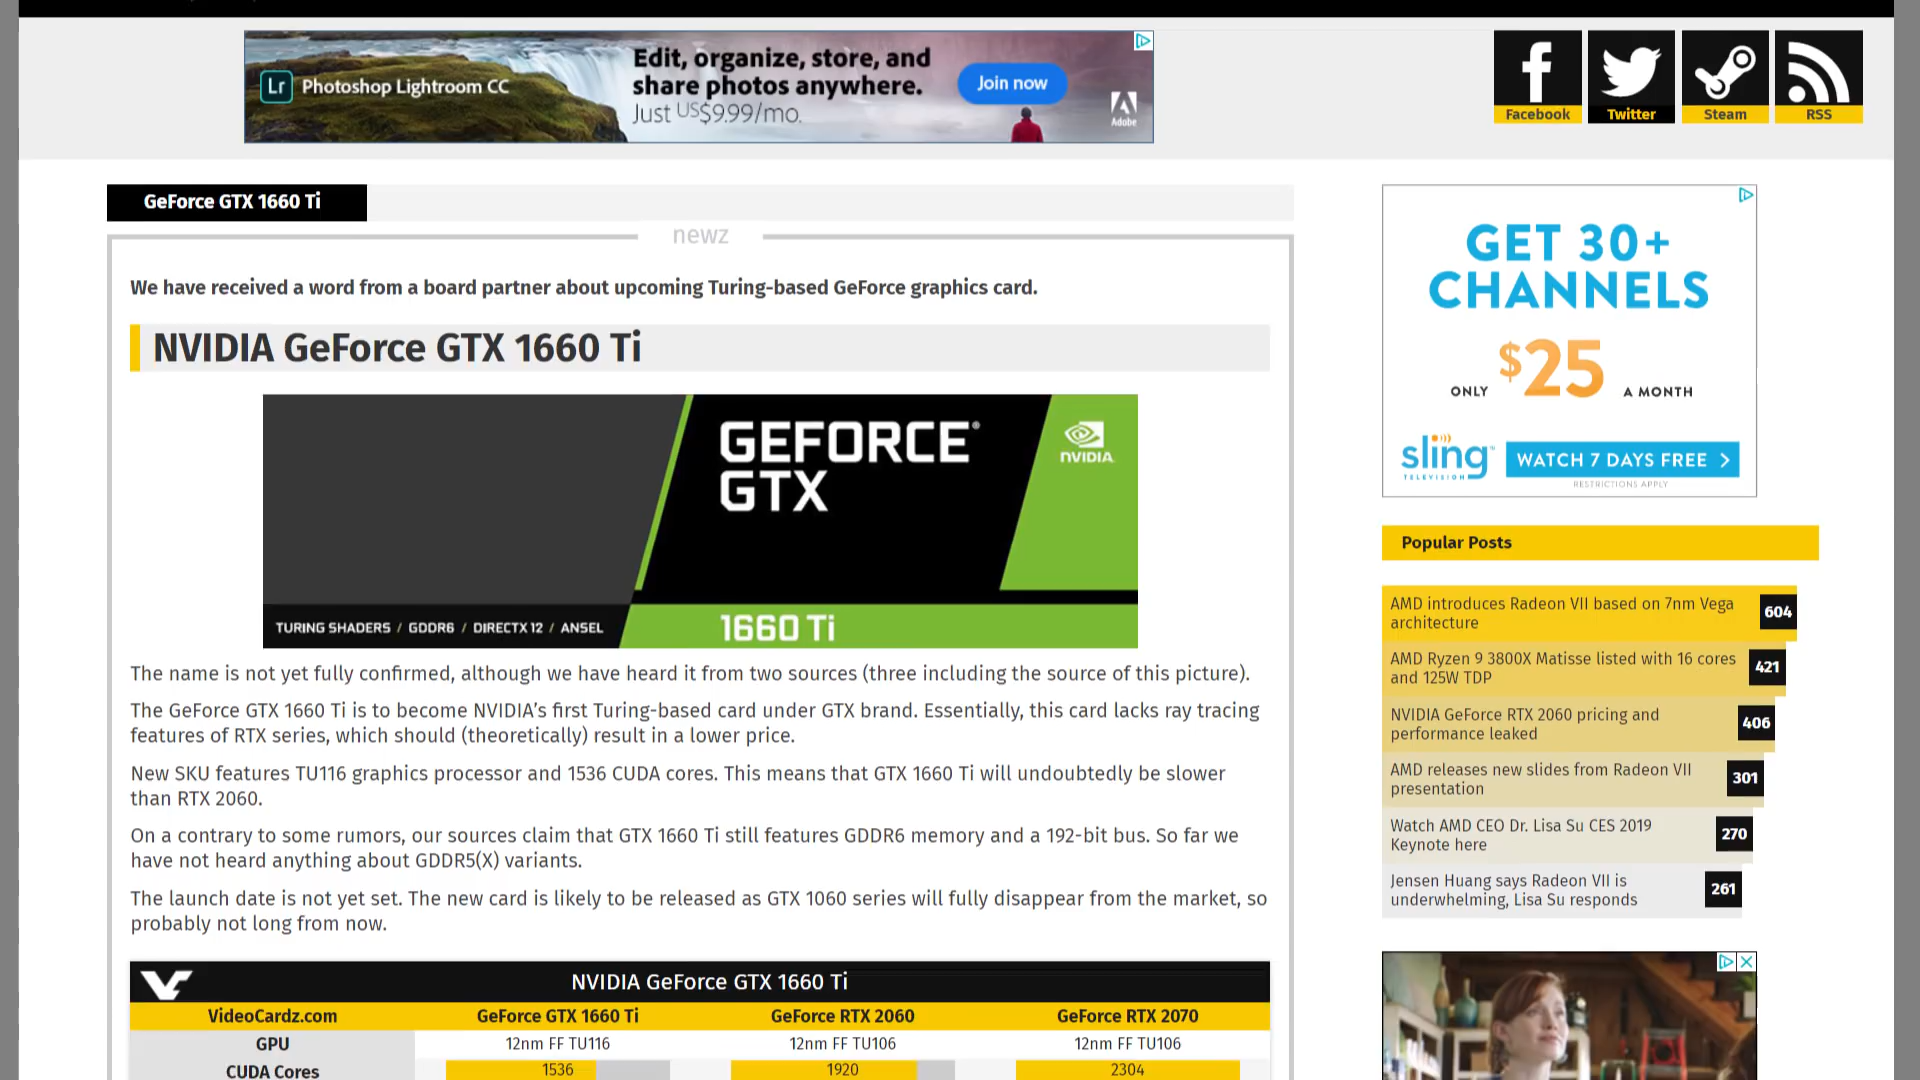 Lr Photoshop Lightroom CC
Edit, organize, store, and
share photos anywhere.
Just US$9.99/mo.
Join now
Adobe
Facebook
Twitter
Steam
RSS
GeForce GTX 1660 Ti
newz
We have received a word from a board partner about upcoming Turing-based GeForce graphics card.
NVIDIA GeForce GTX 1660 Ti
GEFORCE®
GTX
NVIDIA
TURING SHADERS / GDDR6 / DIRECTX 12 / ANSEL
1660 Ti
The name is not yet fully confirmed, although we have heard it from two sources (three including the source of this picture).
The GeForce GTX 1660 Ti is to become NVIDIA's first Turing-based card under GTX brand. Essentially, this card lacks ray tracing
features of RTX series, which should (theoretically) result in a lower price.
New SKU features TU116 graphics processor and 1536 CUDA cores. This means that GTX 1660 Ti will undoubtedly be slower
than RTX 2060.
On a contrary to some rumors, our sources claim that GTX 1660 Ti still features GDDR6 memory and a 192-bit bus. So far we
have not heard anything about GDDR5(X) variants.
The launch date is not yet set. The new card is likely to be released as GTX 1060 series will fully disappear from the market, so
probably not long from now.
NVIDIA GeForce GTX 1660 Ti
VideoCardz.com GeForce GTX 1660 Ti GeForce RTX 2060 GeForce RTX 2070
GPU 12nm FF TU116 12nm FF TU106 12nm FF TU106
CUDA Cores 1536 1920 2304
GET 30+
CHANNELS
ONLY $25 A MONTH
sling
TELEVISION
WATCH 7 DAYS FREE >
RESTRICTIONS APPLY
Popular Posts
AMD introduces Radeon VII based on 7nm Vega
architecture
604
AMD Ryzen 9 3800X Matisse listed with 16 cores
and 125W TDP
421
NVIDIA GeForce RTX 2060 pricing and
performance leaked
406
AMD releases new slides from Radeon VII
presentation
301
Watch AMD CEO Dr. Lisa Su CES 2019
Keynote here
270
Jensen Huang says Radeon VII is
underwhelming, Lisa Su responds
261